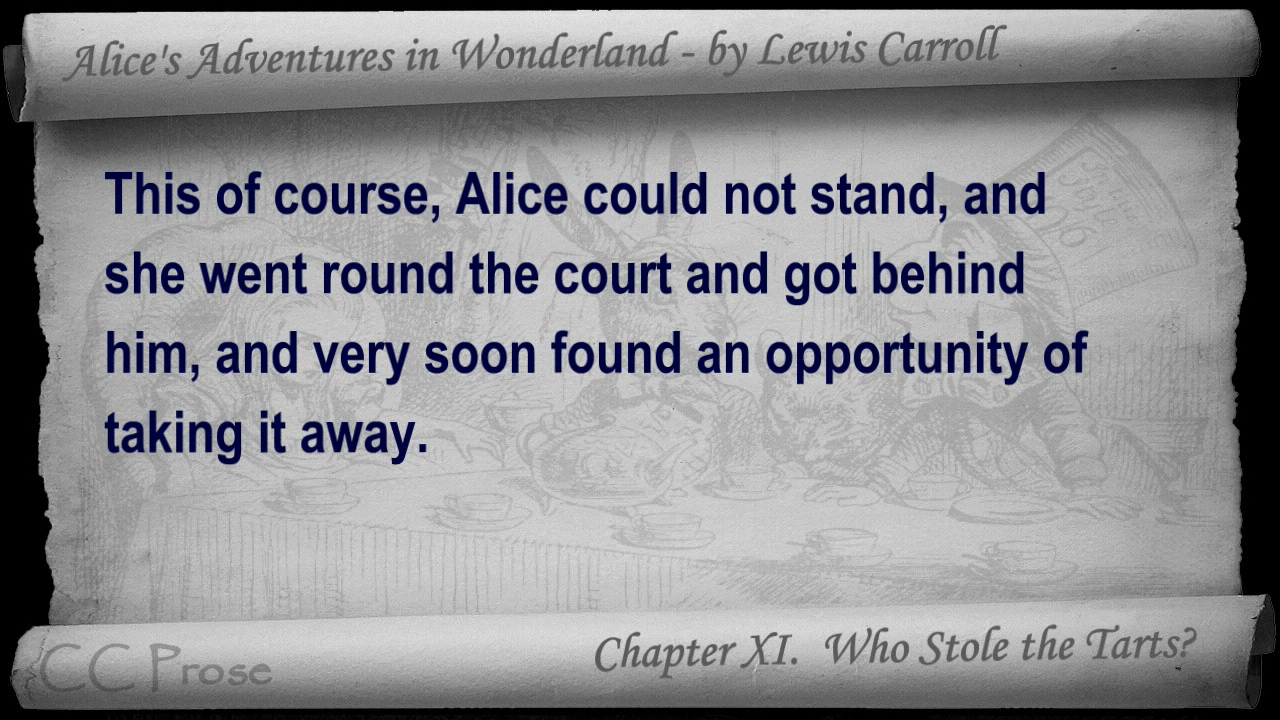 Alice's Adventures in Wonderland - by Lewis Carroll
This of course, Alice could not stand, and
she went round the court and got behind
him, and very soon found an opportunity of
taking it away.
CC Prose
Chapter XI. Who Stole the Tarts?